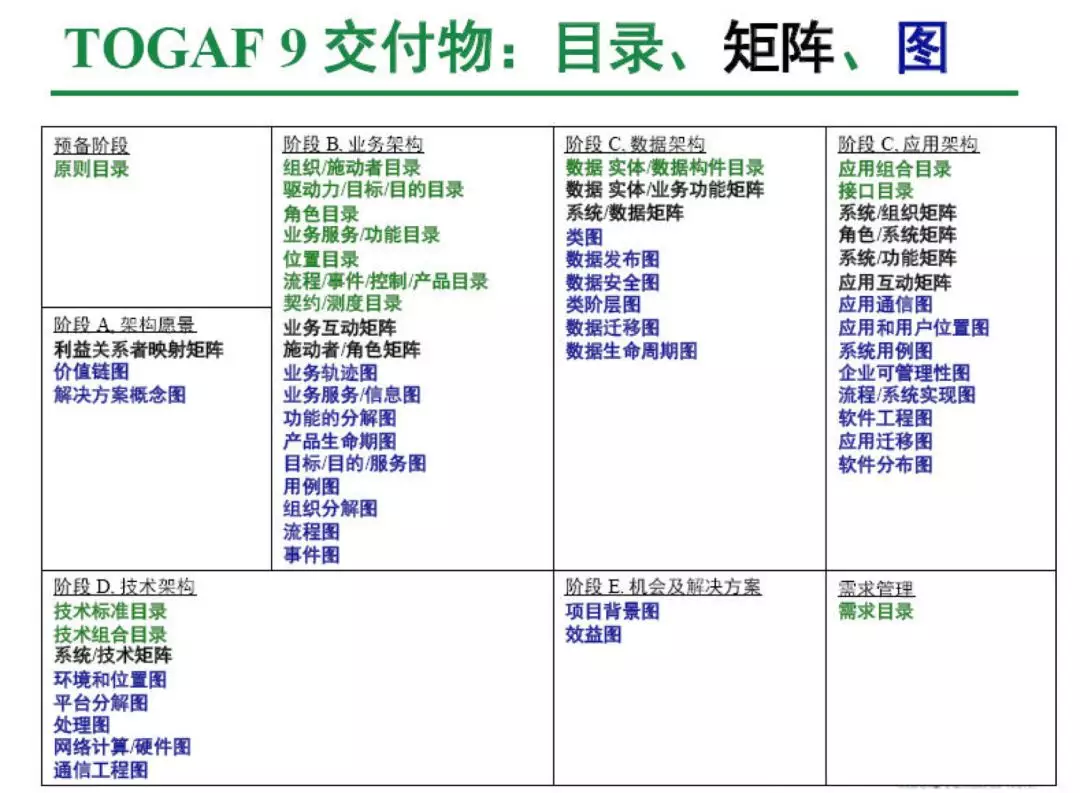 TOGAF 9 交付物：目录、矩阵、图
预备阶段
原则目录
阶段 A, 架构愿景
利益关系者映射矩阵
价值链图
解决方案概念图
阶段 B, 业务架构
组织/施动者目录
驱动力/目标/目的目录
角色目录
业务服务/功能目录
位置目录
流程/事件/控制/产品目录
契约/测度目录
业务互动矩阵
施动者/角色矩阵
业务轨迹图
业务服务/信息图
功能的分解图
产品生命期图
目标/目的/服务图
用例图
组织分解图
流程图
事件图
阶段 C, 数据架构
数据 实体/数据构件目录
数据 实体/业务功能矩阵
系统/数据矩阵
类图
数据发布图
数据安全图
类阶层图
数据迁移图
数据生命周期图
阶段 C, 应用架构
应用组合目录
接口目录
系统/组织矩阵
角色/系统矩阵
系统/功能矩阵
应用互动矩阵
应用通信图
应用和用户位置图
系统用例图
企业可管理性图
流程/系统实现图
软件工程图
应用迁移图
软件分布图
阶段 D. 技术架构
技术标准目录
技术组合目录
系统/技术矩阵
环境和位置图
平台分解图
处理图
网络计算/硬件图
通信工程图
阶段 E. 机会及解决方案
项目背景图
效益图
需求管理
需求目录